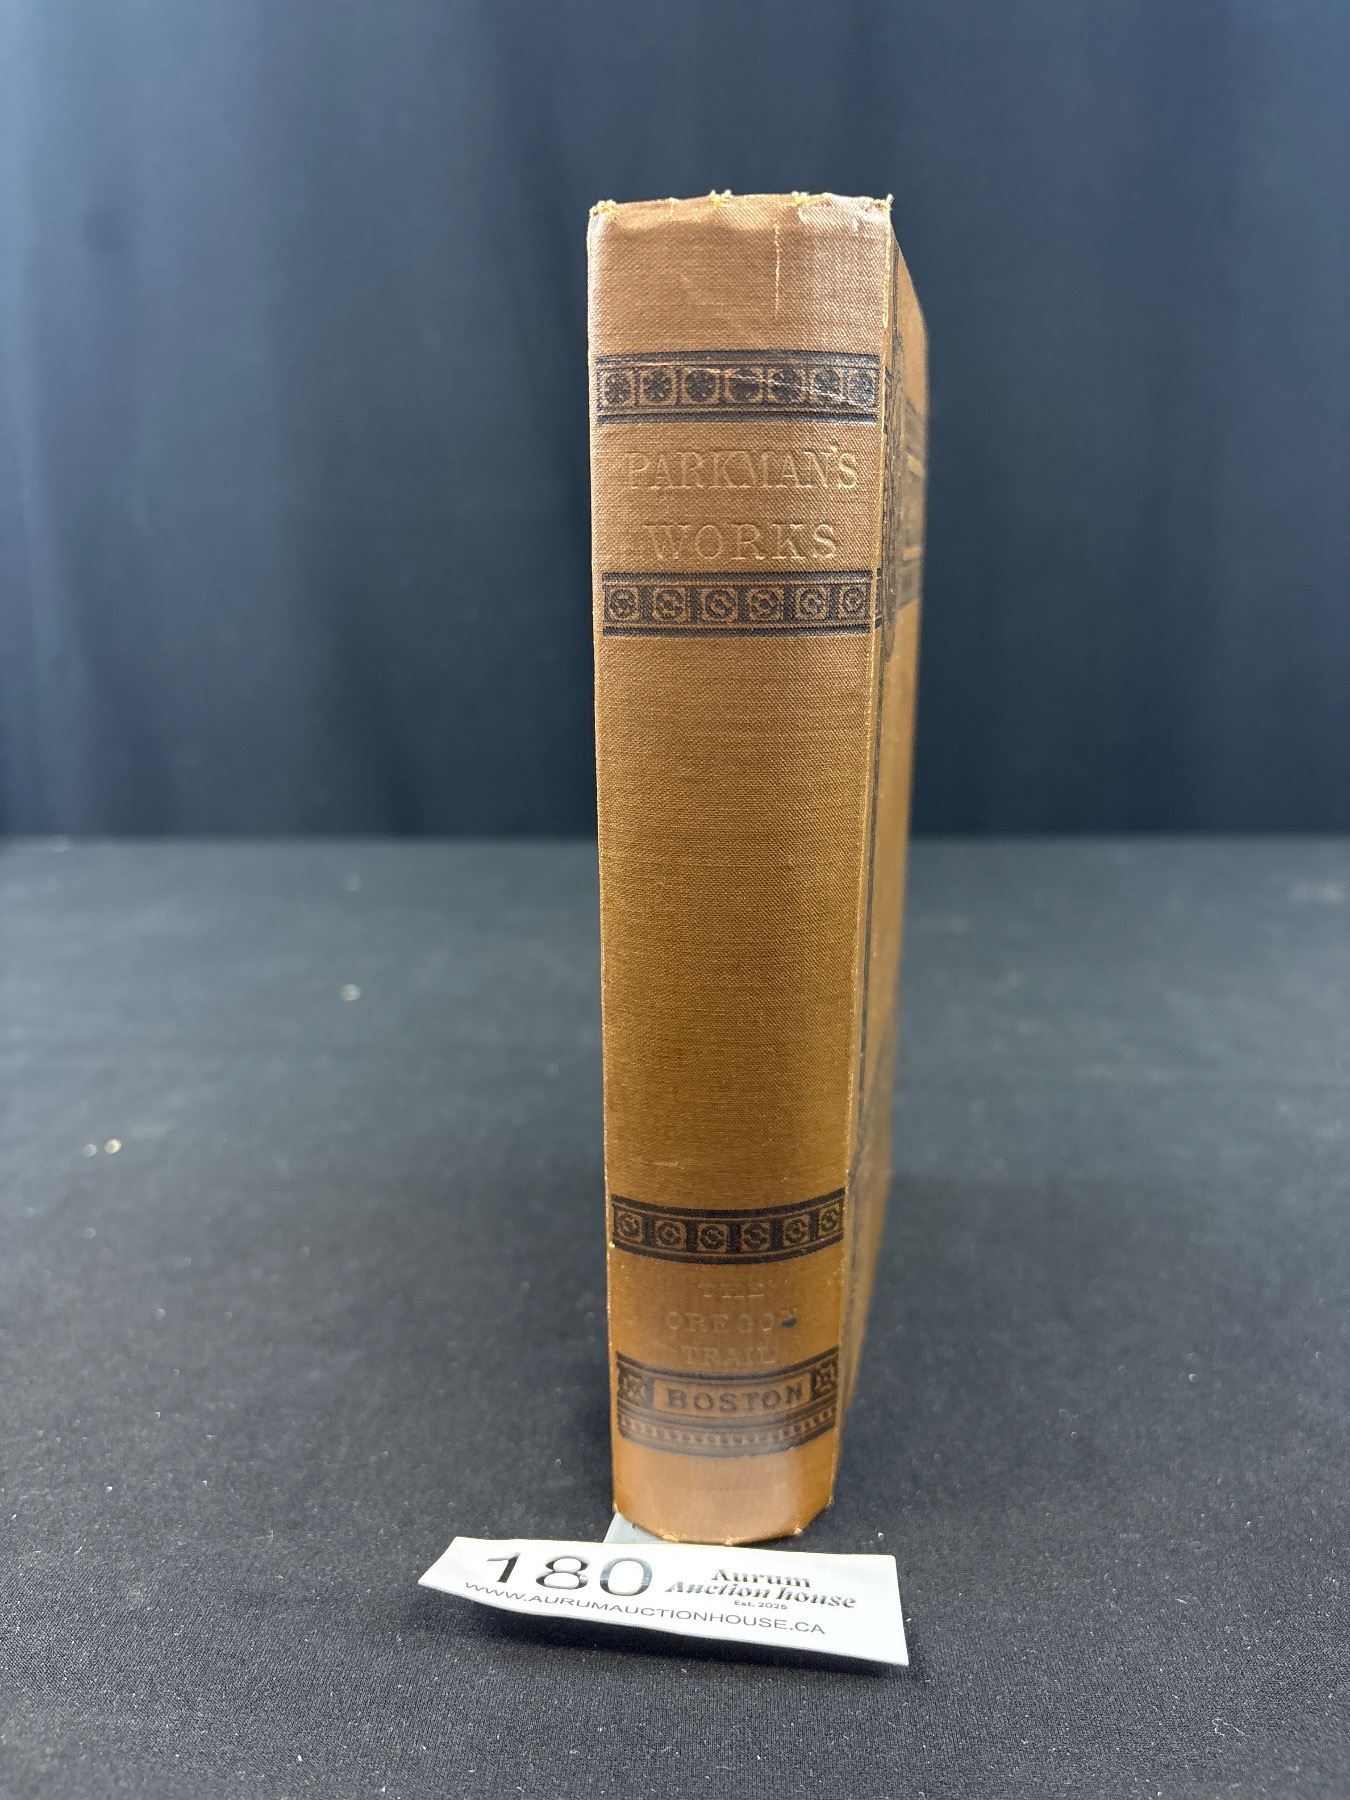 PARKMAN'S
WORKS
THE
OREGON
TRAIL
BOSTON
180
Aurum
Auction house
Est. 2025
WWW.AURUMAUCTIONHOUSE.CA